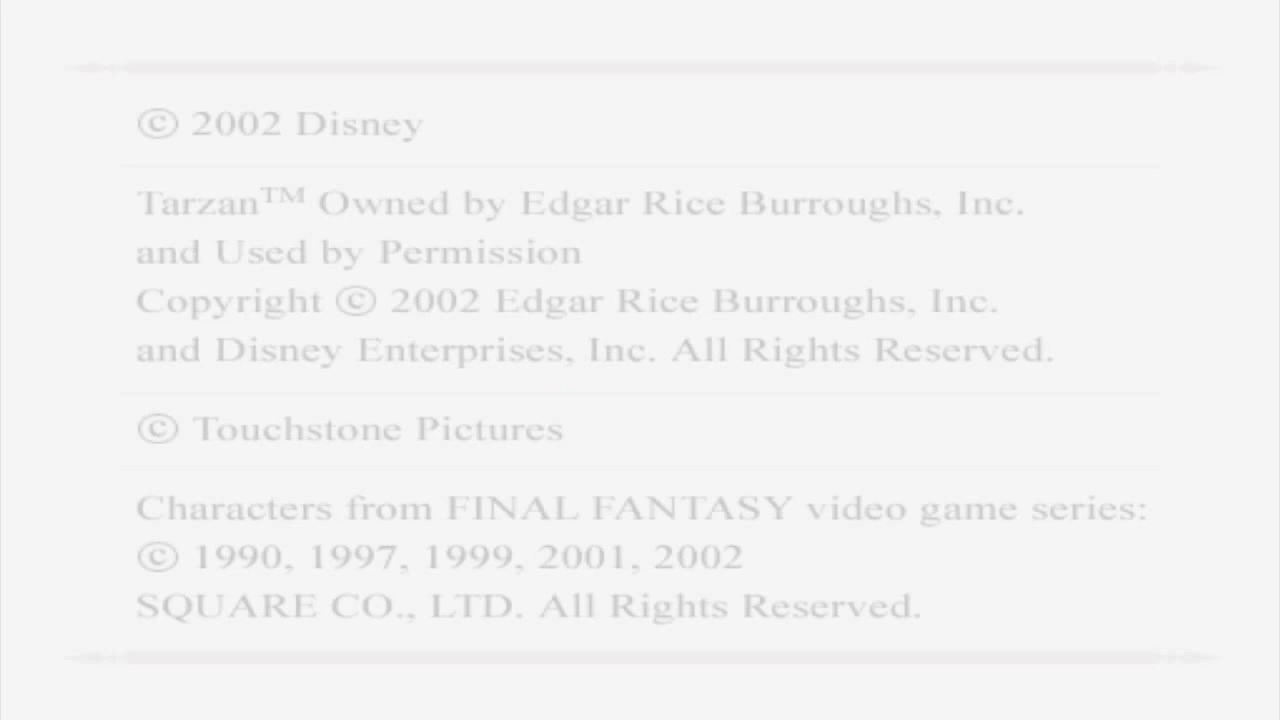 © 2002 Disney
Tarzan™ Owned by Edgar Rice Burroughs, Inc.
and Used by Permission
Copyright © 2002 Edgar Rice Burroughs, Inc.
and Disney Enterprises, Inc. All Rights Reserved.
© Touchstone Pictures
Characters from FINAL FANTASY video game series:
© 1990, 1997, 1999, 2001, 2002
SQUARE CO., LTD. All Rights Reserved.